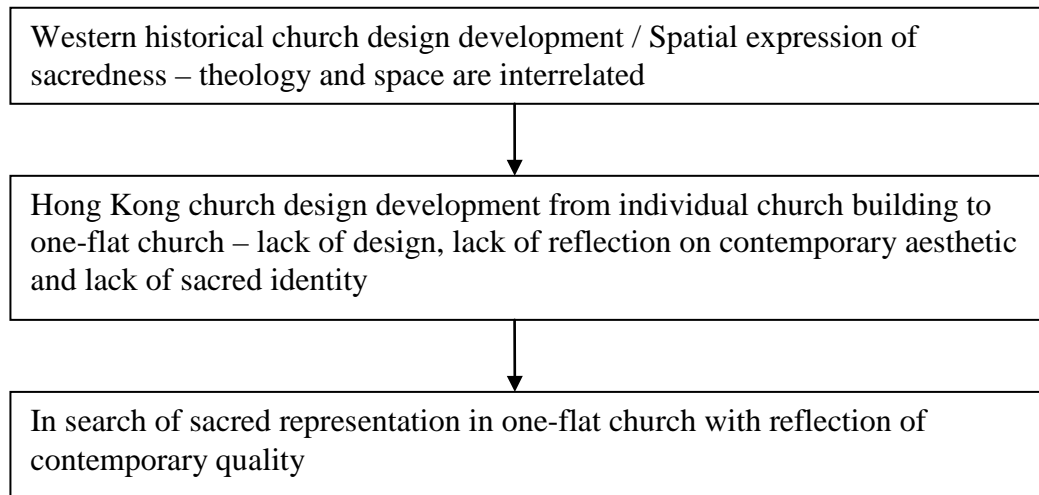 Western historical church design development / Spatial expression of
sacredness – theology and space are interrelated
Hong Kong church design development from individual church building to
one-flat church – lack of design, lack of reflection on contemporary aesthetic
and lack of sacred identity
In search of sacred representation in one-flat church with reflection of
contemporary quality